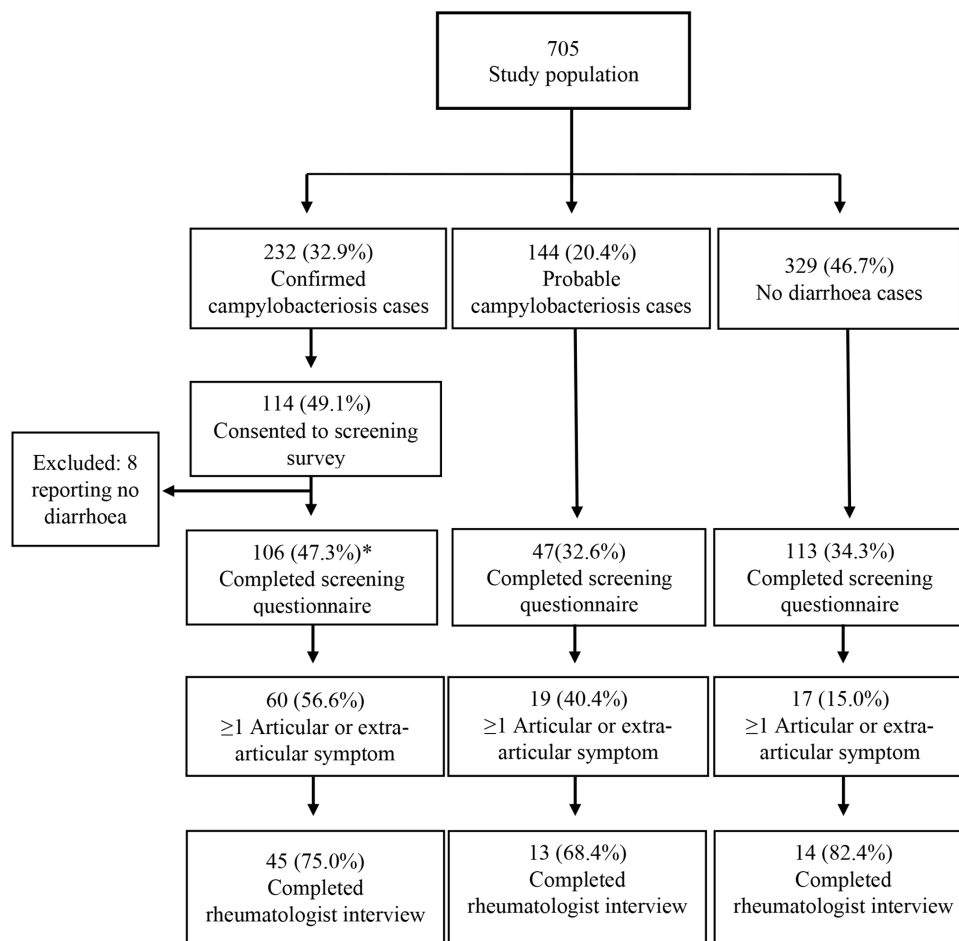 705
Study population
232 (32.9%)
Confirmed
campylobacteriosis cases
144 (20.4%)
Probable
campylobacteriosis cases
329 (46.7%)
No diarrhoea cases
114 (49.1%)
Consented to screening
survey
Excluded: 8
reporting no
diarrhoea
106 (47.3%)*
Completed screening
questionnaire
47(32.6%)
Completed screening
questionnaire
113 (34.3%)
Completed screening
questionnaire
60 (56.6%)
≥1 Articular or extra-
articular symptom
19 (40.4%)
≥1 Articular or extra-
articular symptom
17 (15.0%)
≥1 Articular or extra-
articular symptom
45 (75.0%)
Completed
rheumatologist interview
13 (68.4%)
Completed
rheumatologist interview
14 (82.4%)
Completed
rheumatologist interview